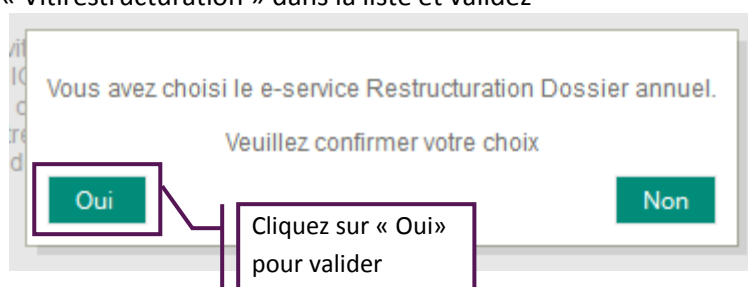 « Vitirestructuration » dans la liste et validez
Vous avez choisi le e-service Restructuration Dossier annuel.
Veuillez confirmer votre choix
Oui
Non
Cliquez sur « Oui»
pour valider